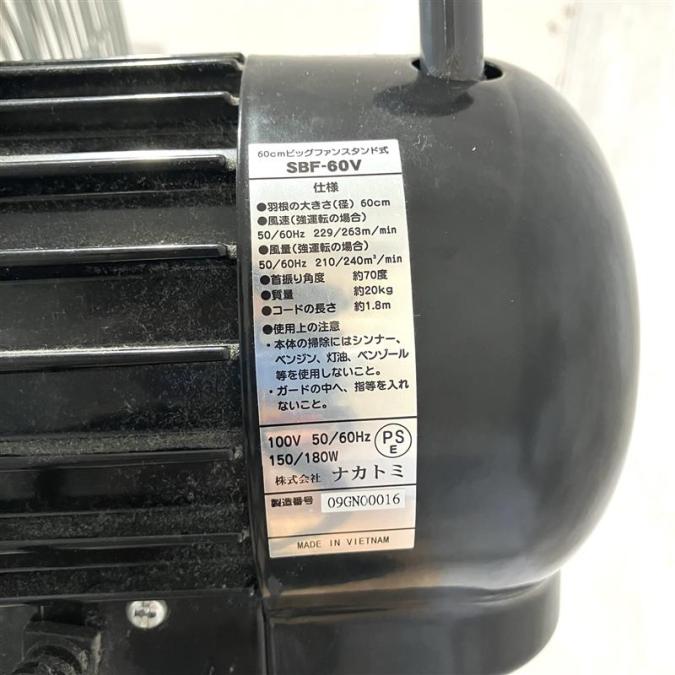 60cmビッグファンスタンド式
SBF-60V
仕様
●羽根の大きさ(径) 60cm
●風速(強運転の場合)
50/60Hz 229/263m/min
●風量(強運転の場合)
50/60Hz 210/240m³/min
●首振り角度 約70度
●質量 約20kg
●コードの長さ 約1.8m
●使用上の注意
・本体の掃除にはシンナー、
ベンジン、灯油、ベンゾール
等を使用しないこと。
・ガードの中へ、指等を入れ
ないこと。
100V 50/60Hz
150/180W
PS
E
株式会社 ナカトミ
製造番号 09GN00016
MADE IN VIETNAM